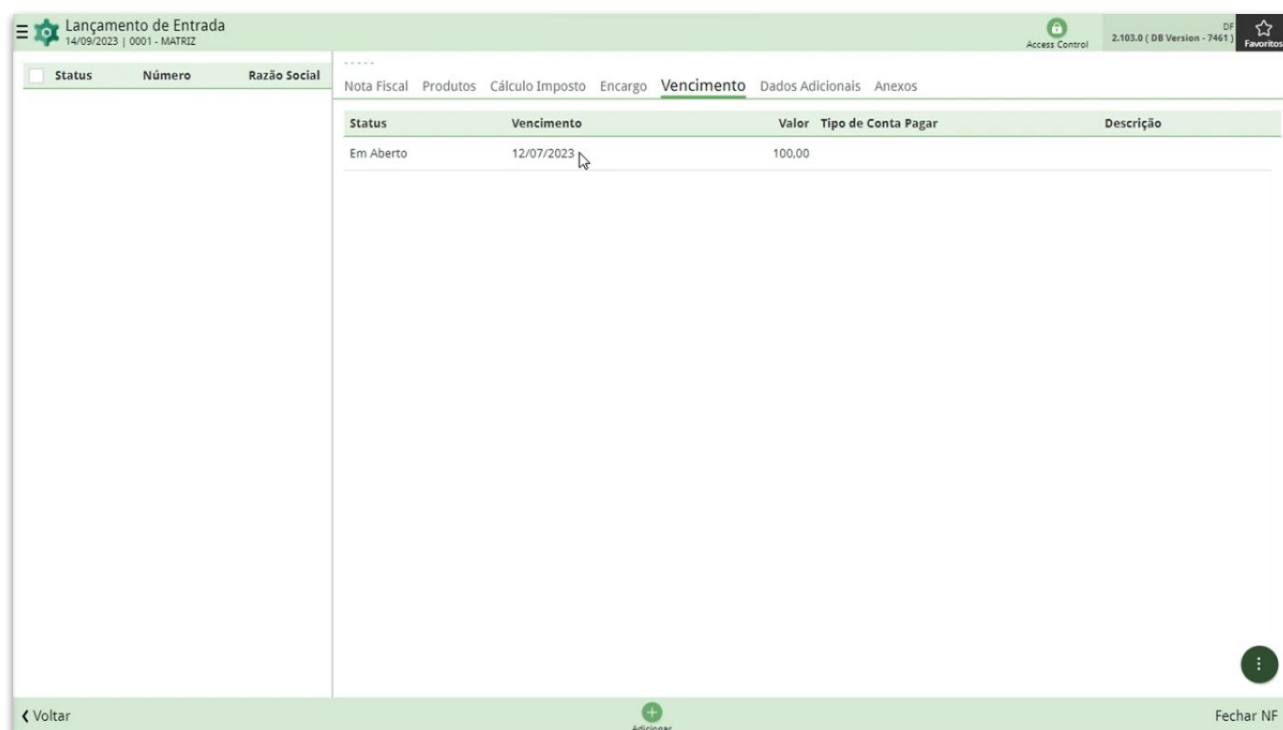 Lançamento de Entrada
14/09/2023 | 0001 - MATRIZ
Access Control
DF
2.103.0 ( DB Version - 7461 )
Favoritos
Status Número Razão Social
-----
Nota Fiscal Produtos Cálculo Imposto Encargo Vencimento Dados Adicionais Anexos
Status Vencimento Valor Tipo de Conta Pagar Descrição
Em Aberto 12/07/2023 100,00
Voltar
Adicionar
Fechar NF